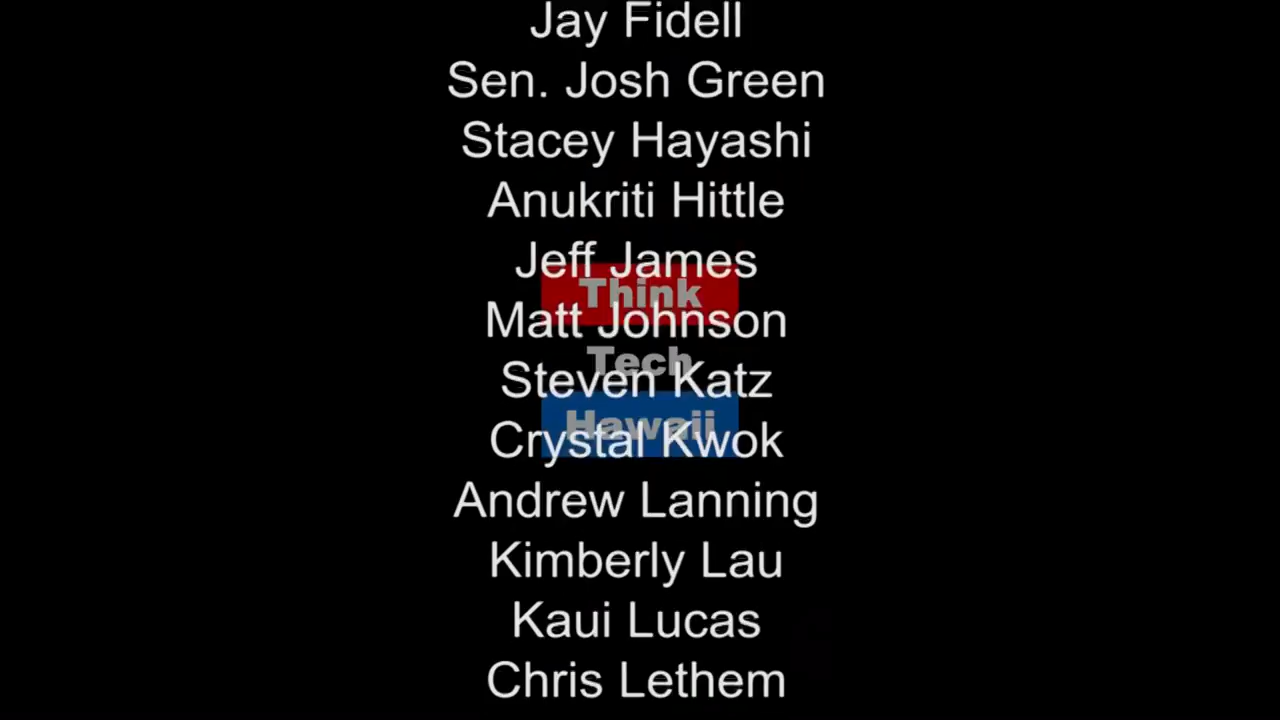 Jay Fidell
Sen. Josh Green
Stacey Hayashi
Anukriti Hittle
Jeff James
Think
Matt Johnson
Tech
Steven Katz
Hawaii
Crystal Kwok
Andrew Lanning
Kimberly Lau
Kaui Lucas
Chris Lethem